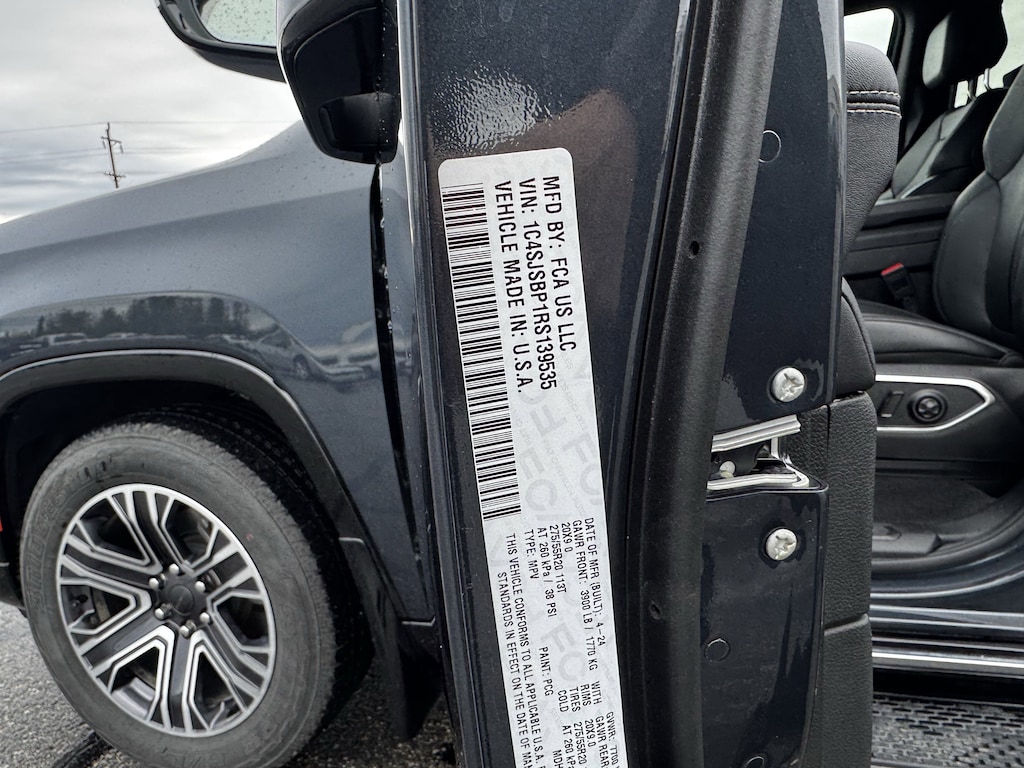 MFD BY: FCA US LLC
VIN: 1C4SJSBP1RS139535
VEHICLE MADE IN: U.S.A.
DATE OF MFR (BUILT): 4-24 GVWR: 7700
GAWR FRONT: 3900 LB / 1770 KG WITH GAWR REAR
20X9.0 RIMS 20X9.0
275/55R20 113T TIRES 275/55R20
AT 260 kPa / 38 PSI COLD AT 260
TYPE: MPV PAINT: PCG MDH
THIS VEHICLE CONFORMS TO ALL APPLICABLE U.S.A.
STANDARDS IN EFFECT ON THE DATE OF